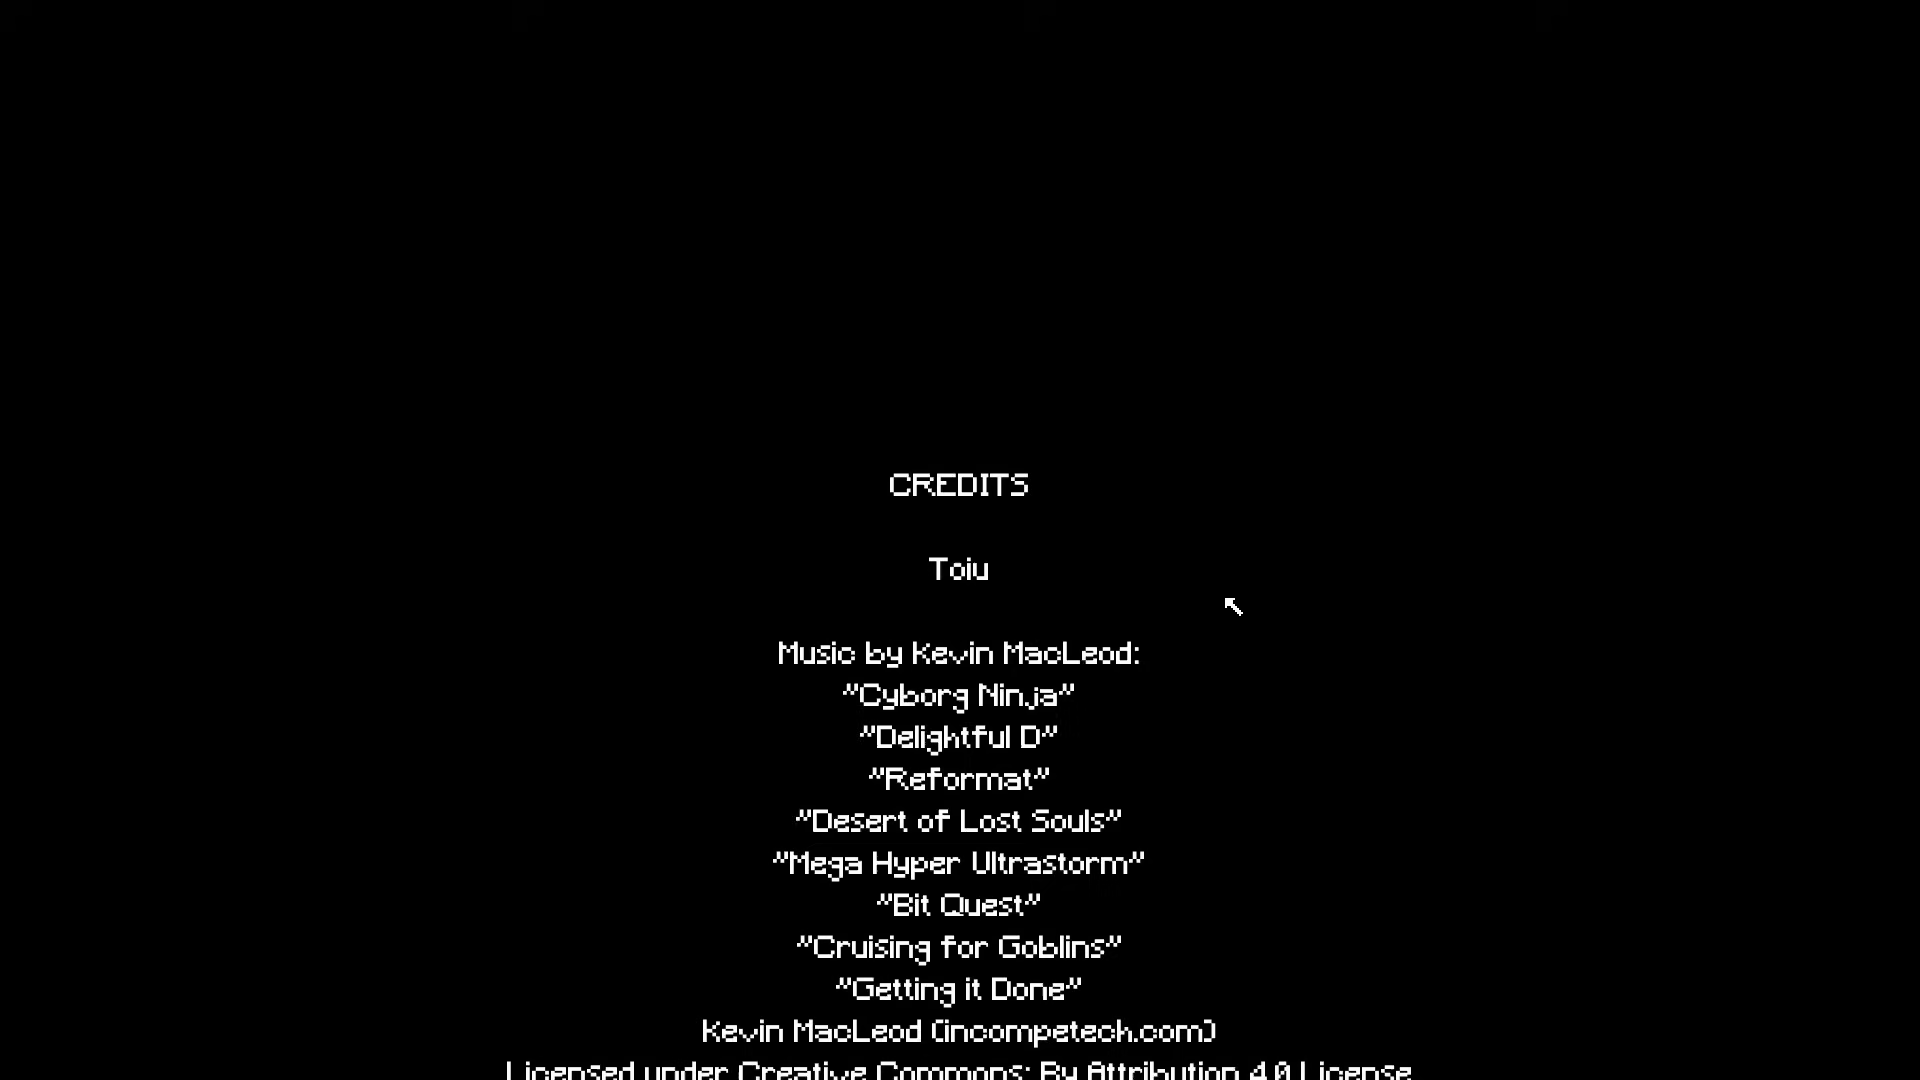 CREDITS
Toiu
Music by Kevin MacLeod:
"Cyborg Ninja"
"Delightful D"
"Reformat"
"Desert of Lost Souls"
"Mega Hyper Ultrastorm"
"Bit Quest"
"Cruising for Goblins"
"Getting it Done"
Kevin MacLeod (incompetech.com)
Licensed under Creative Commons: By Attribution 4.0 License